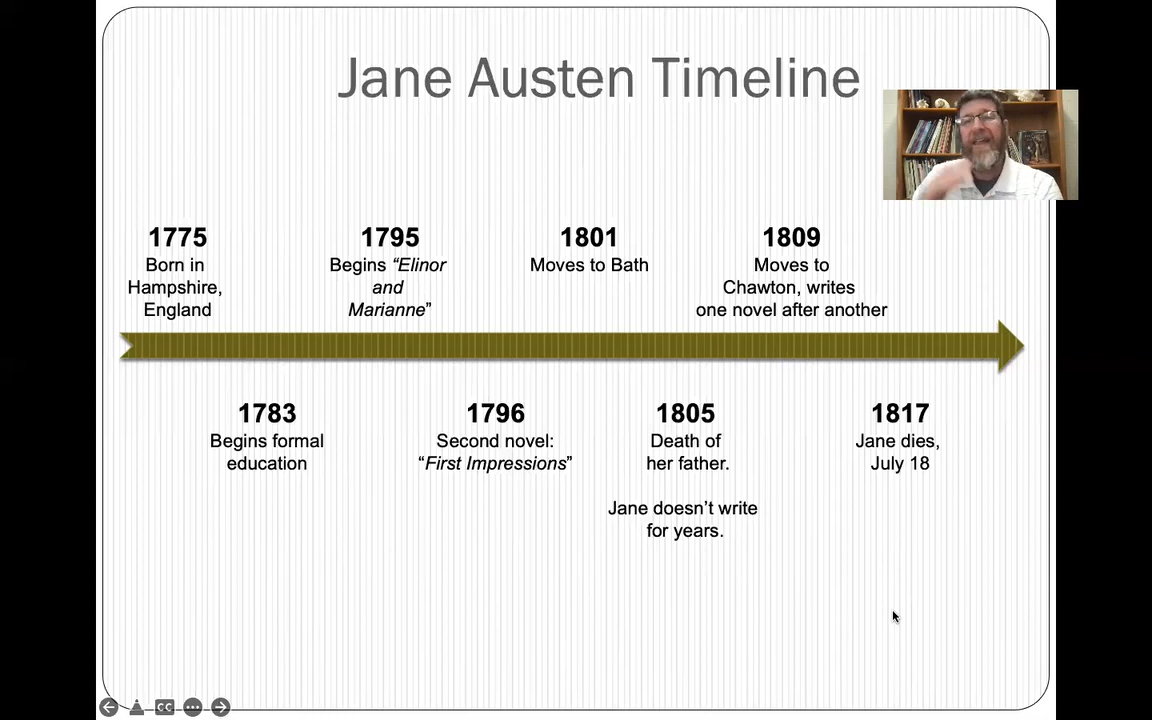 Jane Austen Timeline
1775
Born in
Hampshire,
England
1795
Begins “Elinor
and
Marianne”
1801
Moves to Bath
1809
Moves to
Chawton, writes
one novel after another
1783
Begins formal
education
1796
Second novel:
“First Impressions”
1805
Death of
her father.
Jane doesn’t write
for years.
1817
Jane dies,
July 18
CC